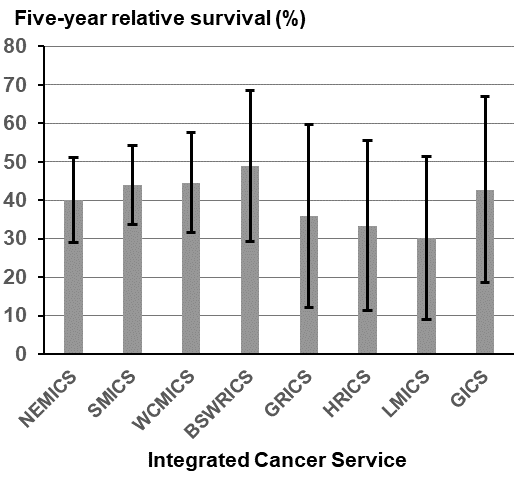 Five-year relative survival (%)
80
70
60
50
40
30
20
10
0
NEMICS
SMICS
WCMICS
BSWRICS
GRICS
HRICS
LMICS
GICS
Integrated Cancer Service